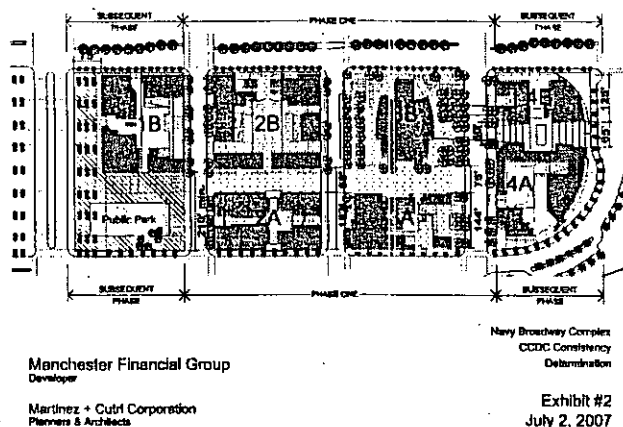 SUBSEQUENT
PHASE
PHASE ONE
SUBSEQUENT
PHASE
B
2B
B
4A
Public Park
2A
A
SUBSEQUENT
PHASE
PHASE ONE
SUBSEQUENT
PHASE
Navy Broadway Complex
CCDC Consistency
Determination
Manchester Financial Group
Developer
Martinez + Cutri Corporation
Planners & Architects
Exhibit #2
July 2, 2007